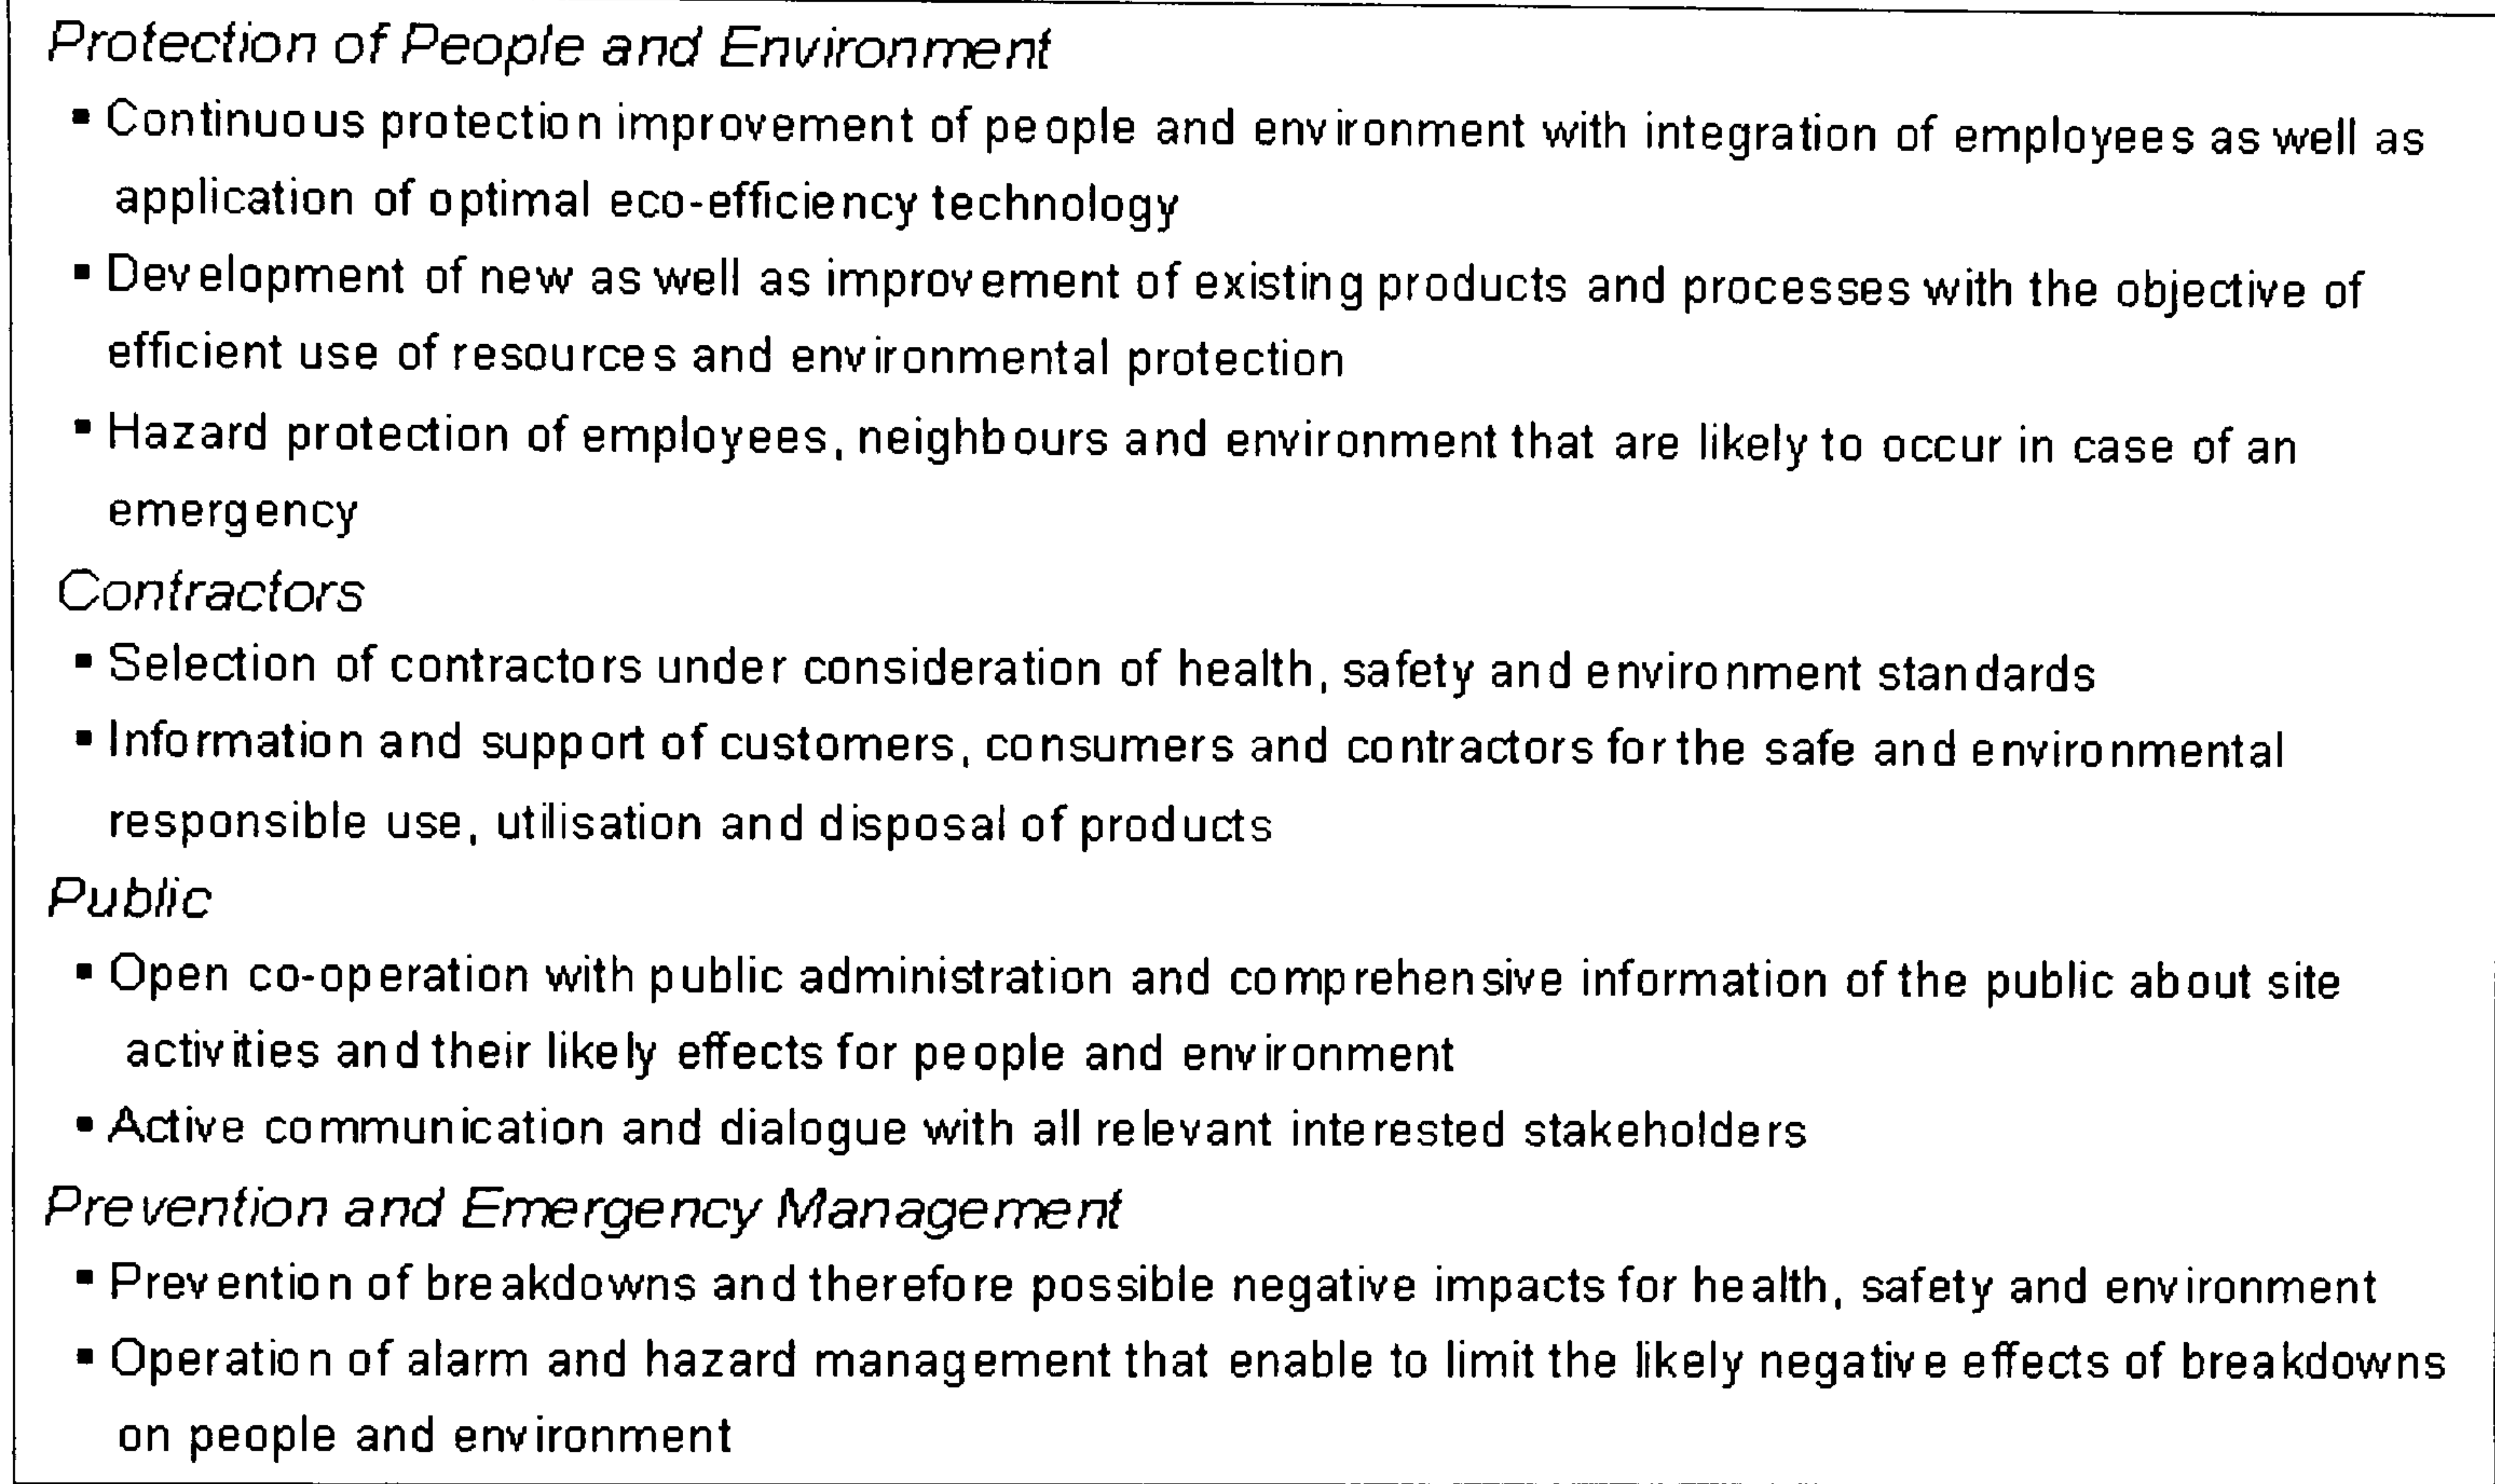 Protection of People and Environment
▪ Continuous protection improvement of people and environment with integration of employees as well as
application of optimal eco-efficiency technology
▪ Development of new as well as improvement of existing products and processes with the objective of
efficient use of resources and environmental protection
▪ Hazard protection of employees, neighbours and environment that are likely to occur in case of an
emergency
Contractors
▪ Selection of contractors under consideration of health, safety and environment standards
▪ Information and support of customers, consumers and contractors for the safe and environmental
responsible use, utilisation and disposal of products
Public
▪ Open co-operation with public administration and comprehensive information of the public about site
activities and their likely effects for people and environment
▪ Active communication and dialogue with all relevant interested stakeholders
Prevention and Emergency Management
▪ Prevention of breakdowns and therefore possible negative impacts for health, safety and environment
▪ Operation of alarm and hazard management that enable to limit the likely negative effects of breakdowns
on people and environment